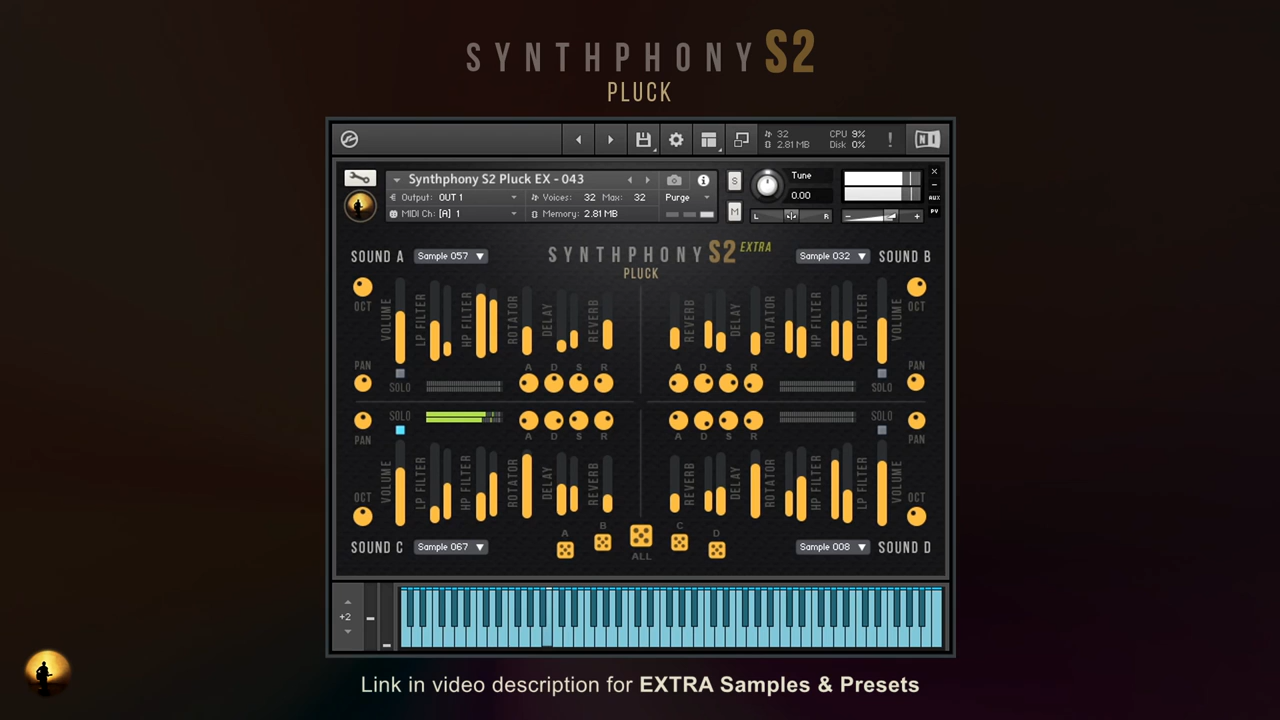 SYNTHPHONY S2
PLUCK
32
2.81 MB
CPU 9%
Disk 0%
NI
Synthphony S2 Pluck EX - 043
Output: OUT 1
Voices: 32 Max: 32
Purge
MIDI Ch: [A] 1
Memory: 2.81 MB
S
M
Tune
0.00
L R
- +
AUX
PV
SOUND A
Sample 057
SYNTHPHONY S2 EXTRA
PLUCK
Sample 032
SOUND B
OCT
VOLUME
LP FILTER
HP FILTER
ROTATOR
DELAY
REVERB
REVERB
DELAY
ROTATOR
HP FILTER
LP FILTER
VOLUME
OCT
PAN
SOLO
A D S R
A D S R
SOLO
PAN
PAN
SOLO
A D S R
A D S R
SOLO
PAN
OCT
VOLUME
LP FILTER
HP FILTER
ROTATOR
DELAY
REVERB
REVERB
DELAY
ROTATOR
HP FILTER
LP FILTER
VOLUME
OCT
A B C D
ALL
SOUND C
Sample 067
Sample 008
SOUND D
+2
Link in video description for EXTRA Samples & Presets